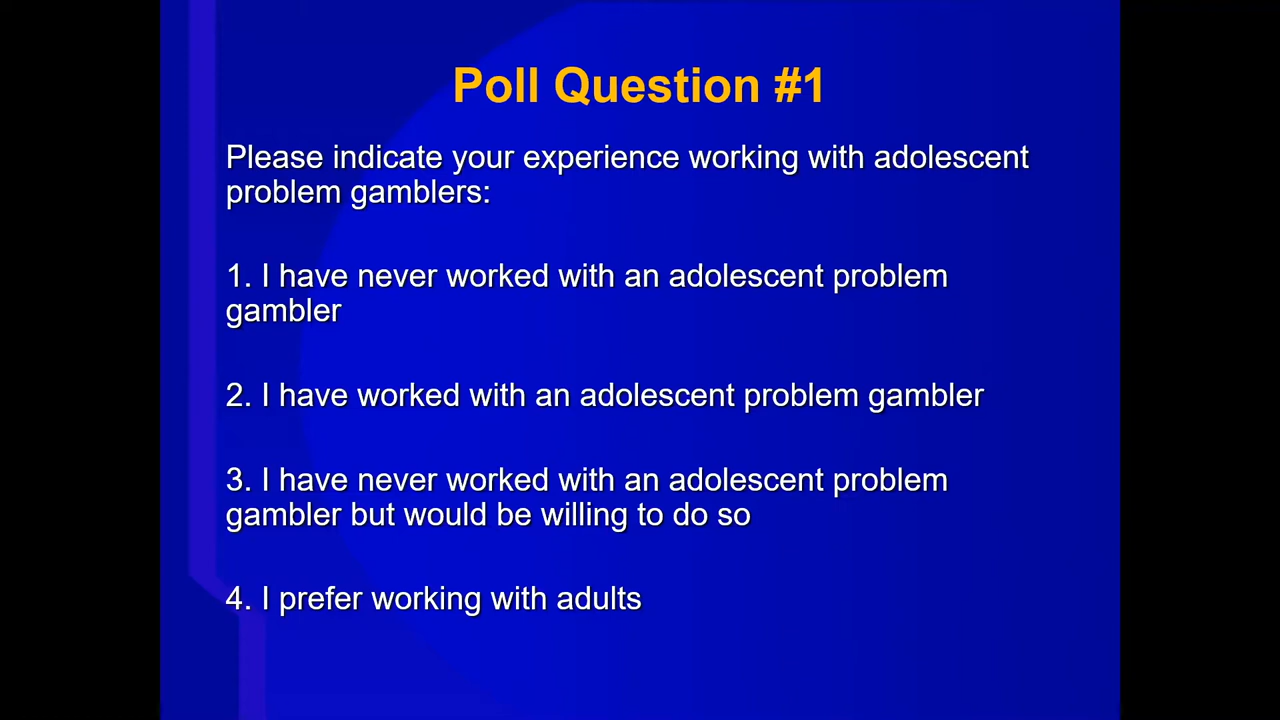 Poll Question #1
Please indicate your experience working with adolescent
problem gamblers:
1. I have never worked with an adolescent problem
gambler
2. I have worked with an adolescent problem gambler
3. I have never worked with an adolescent problem
gambler but would be willing to do so
4. I prefer working with adults